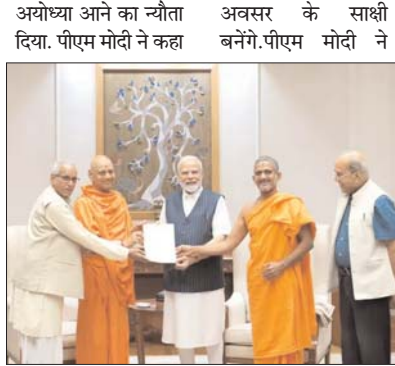 अयोध्या आने का न्यौता
दिया. पीएम मोदी ने कहा
अवसर के साक्षी
बनेंगे.पीएम मोदी ने